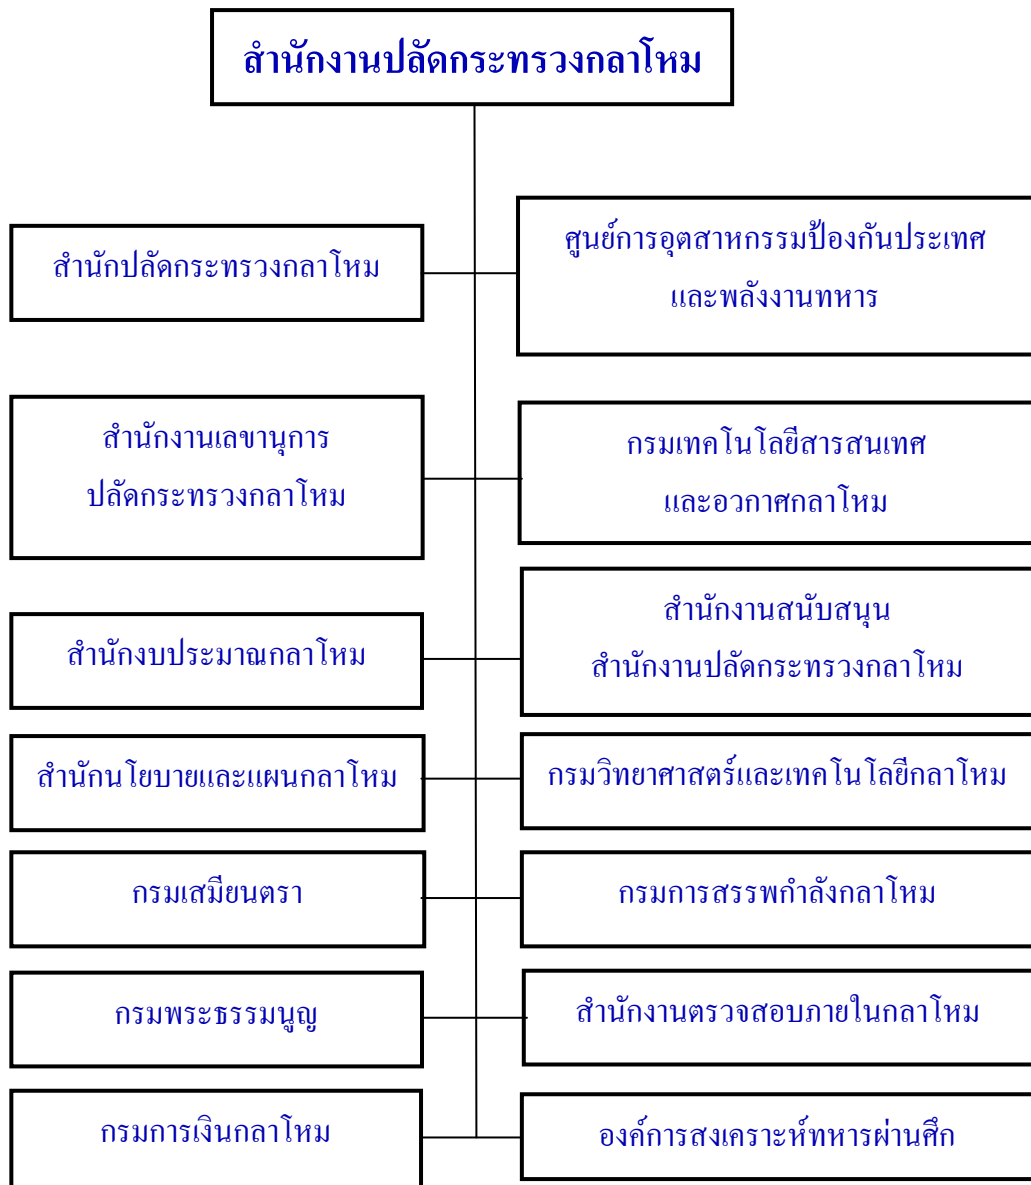 สำนักงานปลัดกระทรวงกลาโหม
สำนักปลัดกระทรวงกลาโหม
ศูนย์การอุตสาหกรรมป้องกันประเทศ
และพลังงานทหาร
สำนักงานเลขานุการ
ปลัดกระทรวงกลาโหม
กรมเทคโนโลยีสารสนเทศ
และอวกาศกลาโหม
สำนักงบประมาณกลาโหม
สำนักงานสนับสนุน
สำนักงานปลัดกระทรวงกลาโหม
สำนักนโยบายและแผนกลาโหม
กรมวิทยาศาสตร์และเทคโนโลยีกลาโหม
กรมเสมียนตรา
กรมการสรรพกำลังกลาโหม
กรมพระธรรมนูญ
สำนักงานตรวจสอบภายในกลาโหม
กรมการเงินกลาโหม
องค์การสงเคราะห์ทหารผ่านศึก